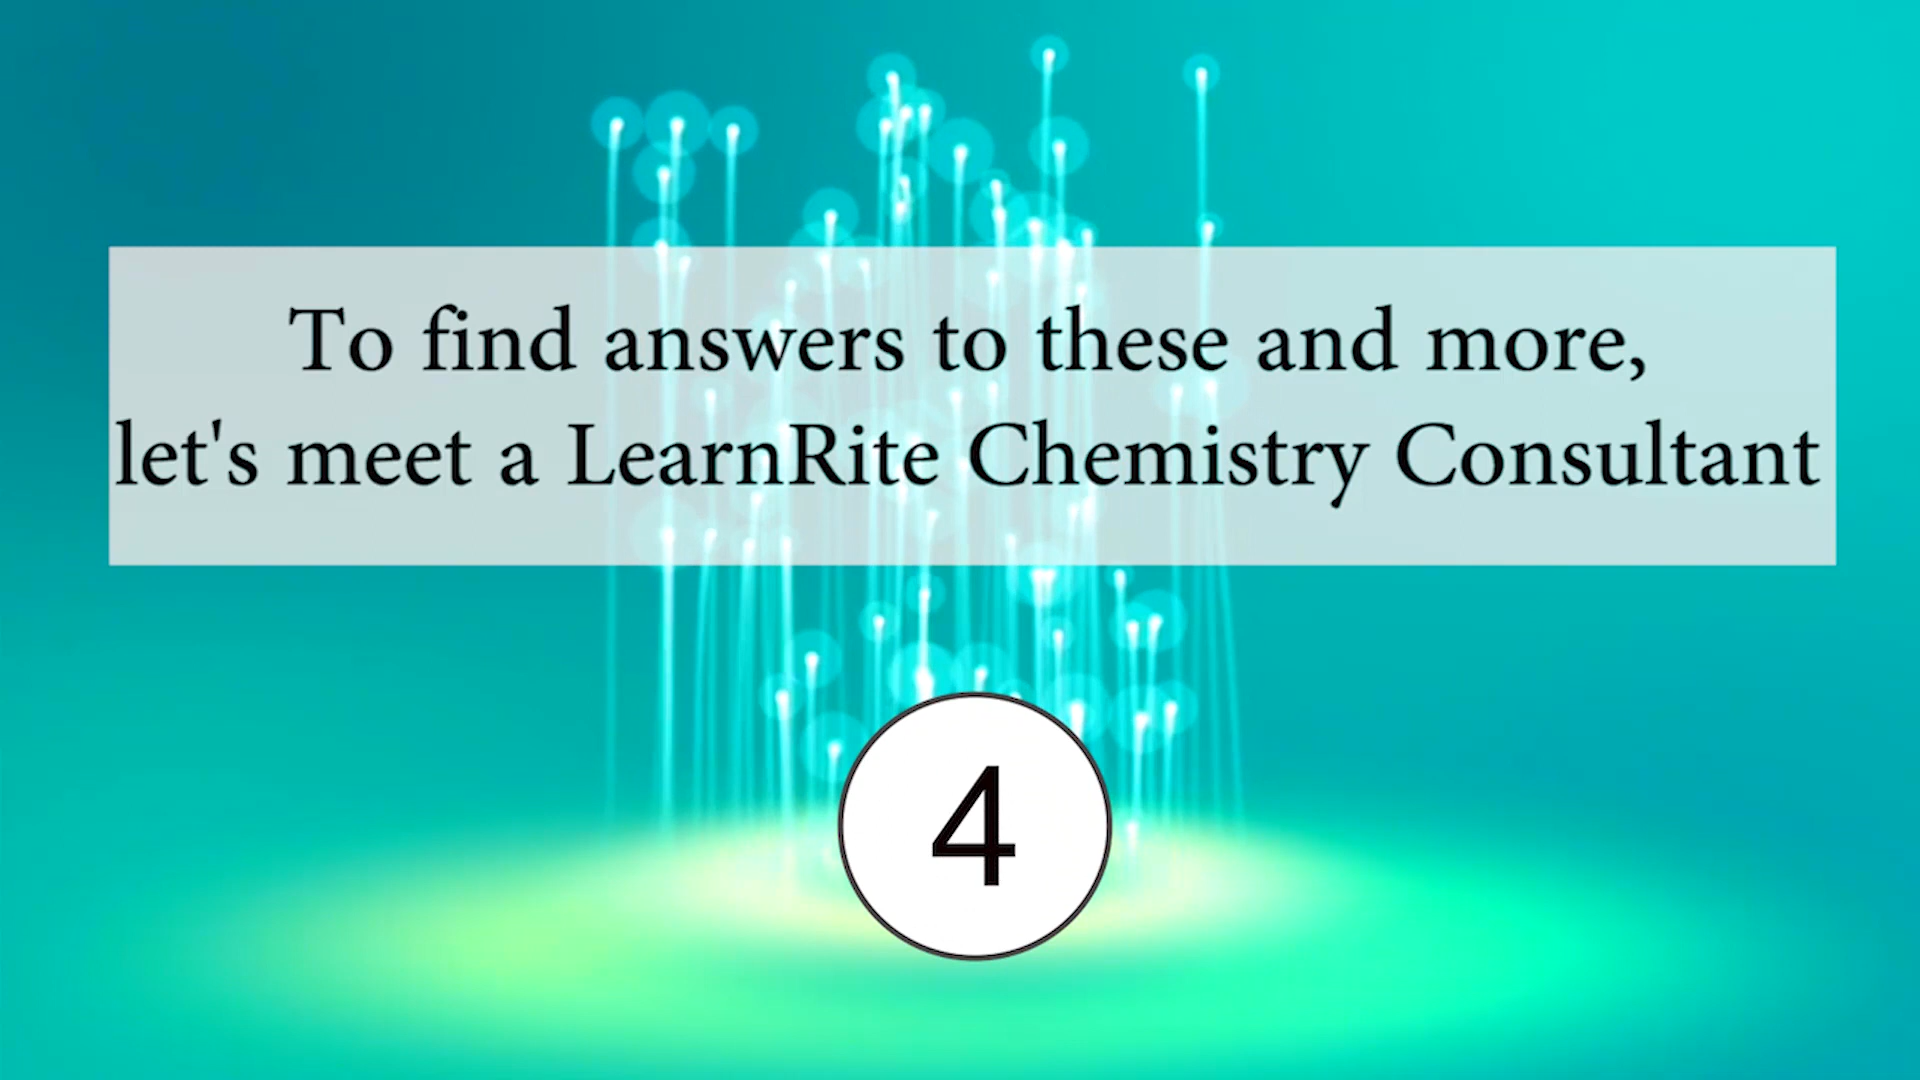 To find answers to these and more,
let's meet a LearnRite Chemistry Consultant
4